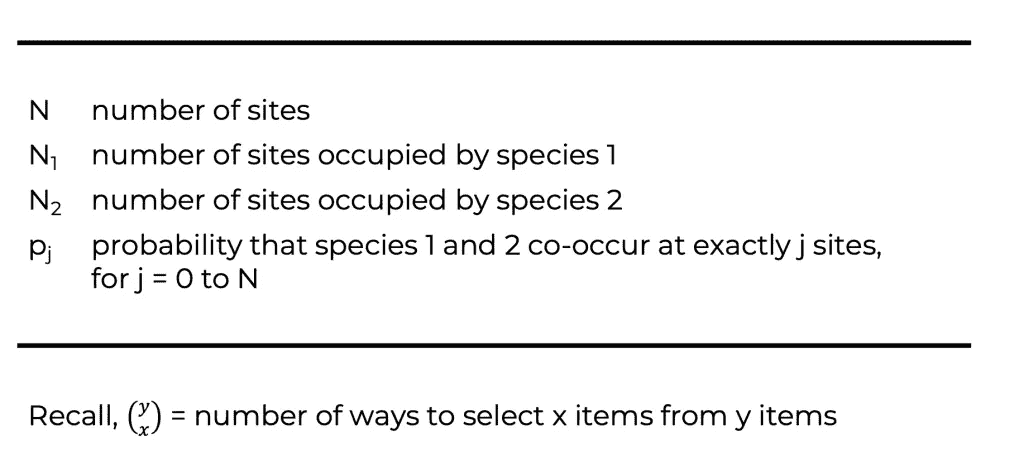 N number of sites
N₁ number of sites occupied by species 1
N₂ number of sites occupied by species 2
pⱼ probability that species 1 and 2 co-occur at exactly j sites,
for j = 0 to N
Recall, (y x) = number of ways to select x items from y items